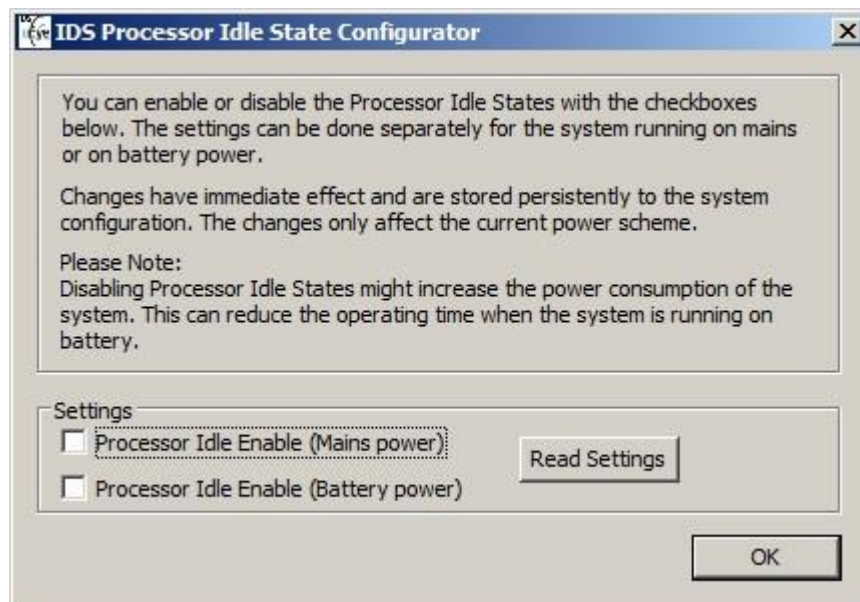 IDS Processor Idle State Configurator
You can enable or disable the Processor Idle States with the checkboxes
below. The settings can be done separately for the system running on mains
or on battery power.
Changes have immediate effect and are stored persistently to the system
configuration. The changes only affect the current power scheme.
Please Note:
Disabling Processor Idle States might increase the power consumption of the
system. This can reduce the operating time when the system is running on
battery.
Settings
Processor Idle Enable (Mains power)
Read Settings
Processor Idle Enable (Battery power)
OK